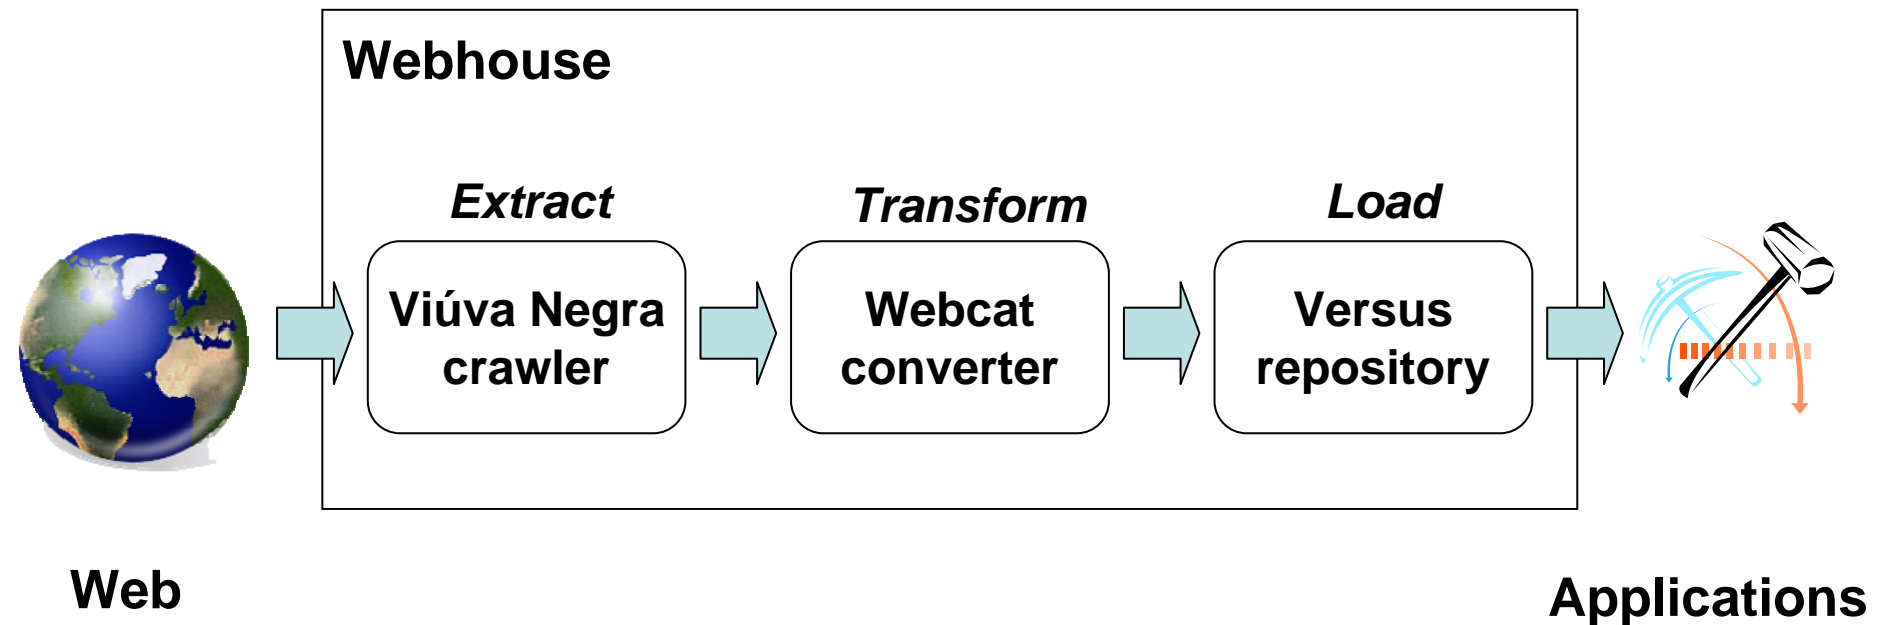 Webhouse
Extract
Transform
Load
Viúva Negra
crawler
Webcat
converter
Versus
repository
Web
Applications